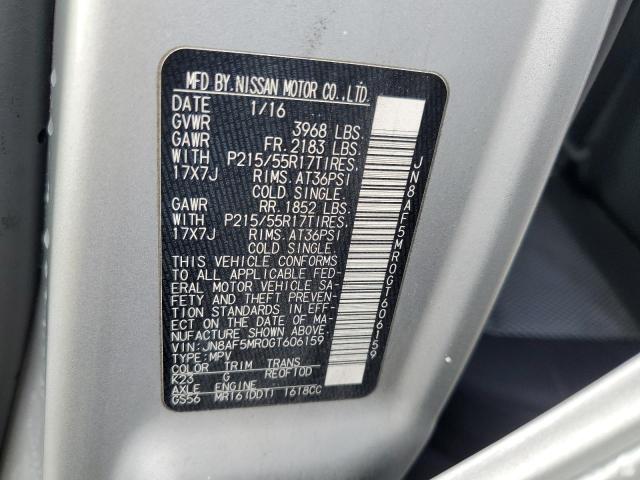 MFD BY NISSAN MOTOR CO.,LTD.
DATE 1/16
GVWR 3968 LBS.
GAWR FR. 2183 LBS.
WITH P215/55R17TIRES.
17X7J RIMS. AT36PSI
COLD SINGLE.
GAWR RR. 1852 LBS.
WITH P215/55R17TIRES.
17X7J RIMS. AT36PSI
COLD SINGLE.
THIS VEHICLE CONFORMS
TO ALL APPLICABLE FED-
ERAL MOTOR VEHICLE SA-
FETY AND THEFT PREVEN-
TION STANDARDS IN EFFE-
CT ON THE DATE OF MA-
NUFACTURE SHOWN ABOVE.
VIN: JN8AF5MR0GT606159
TYPE: MPV
COLOR TRIM TRANS
K23 G RE0F10D
AXLE ENGINE
GS56 MR16(DDT) 1618CC
JN8AF5MR0GT606159